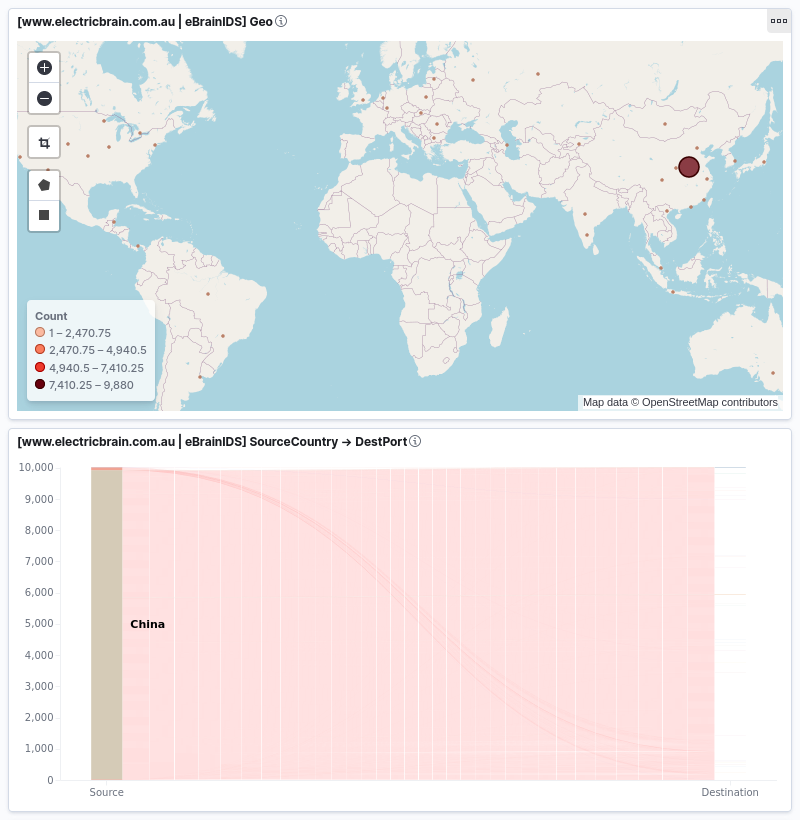 [www.electricbrain.com.au | eBrainIDS] Geo
Count
1 – 2,470.75
2,470.75 – 4,940.5
4,940.5 – 7,410.25
7,410.25 – 9,880
Map data © OpenStreetMap contributors
[www.electricbrain.com.au | eBrainIDS] SourceCountry → DestPort
10,000
9,000
8,000
7,000
6,000
5,000
4,000
3,000
2,000
1,000
0
China
Source
Destination